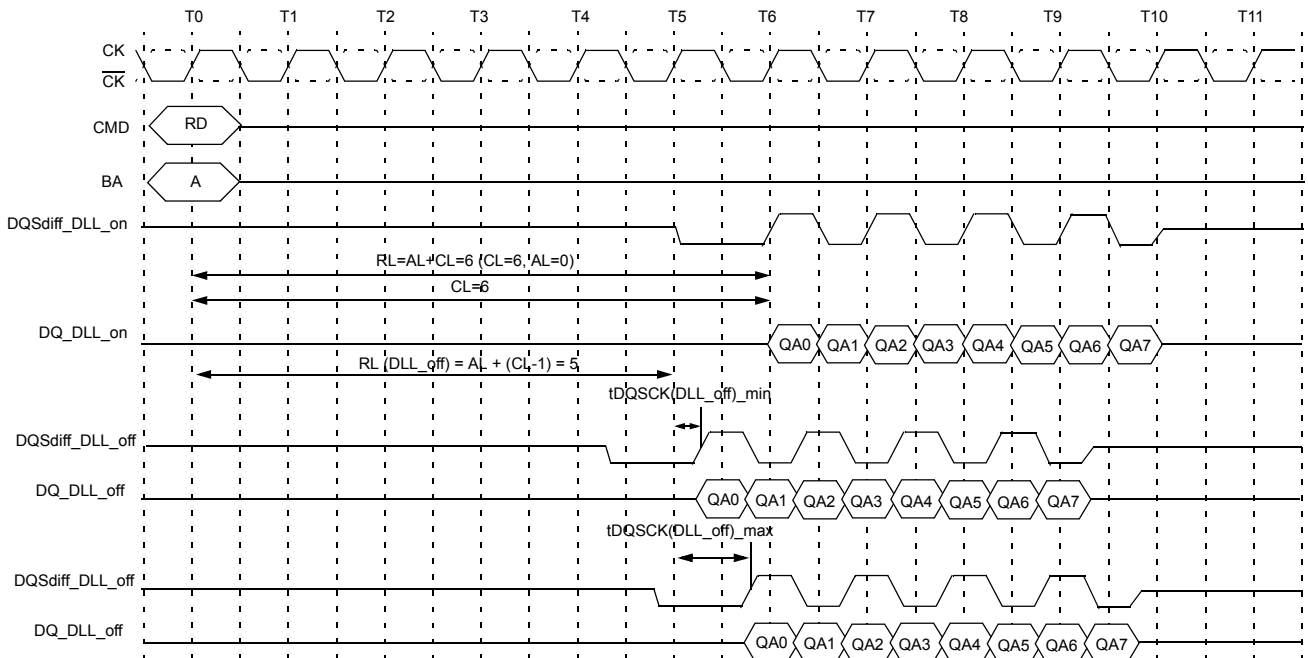 T0 T1 T2 T3 T4 T5 T6 T7 T8 T9 T10 T11
CK
CK
CMD RD
BA A
DQSdiff_DLL_on
RL=AL+CL=6 (CL=6, AL=0)
CL=6
DQ_DLL_on QA0 QA1 QA2 QA3 QA4 QA5 QA6 QA7
RL (DLL_off) = AL + (CL-1) = 5
tDQSCK(DLL_off)_min
DQSdiff_DLL_off
DQ_DLL_off QA0 QA1 QA2 QA3 QA4 QA5 QA6 QA7
tDQSCK(DLL_off)_max
DQSdiff_DLL_off
DQ_DLL_off QA0 QA1 QA2 QA3 QA4 QA5 QA6 QA7